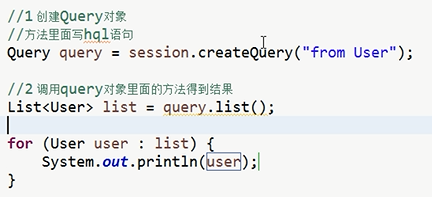 //1 创建Query对象
//方法里面写hql语句
Query query = session.createQuery("from User");
//2 调用query对象里面的方法得到结果
List<User> list = query.list();
for (User user : list) {
System.out.println(user);
}